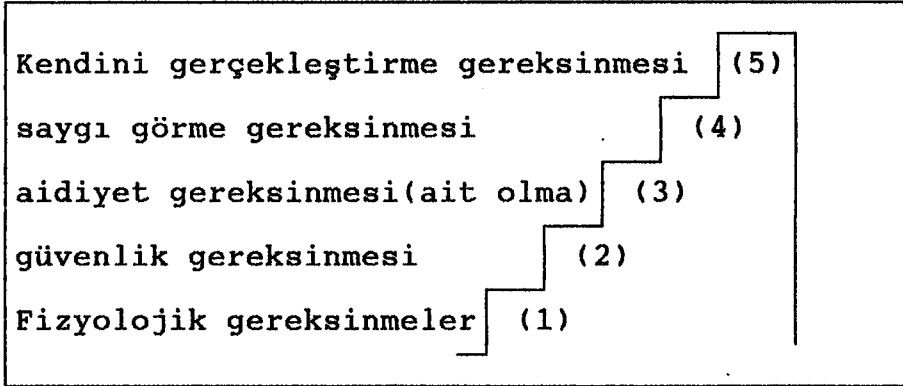 Kendini gerçekleştirme gereksinmesi (5)
saygı görme gereksinmesi (4)
aidiyet gereksinmesi(ait olma) (3)
güvenlik gereksinmesi (2)
Fizyolojik gereksinmeler (1)